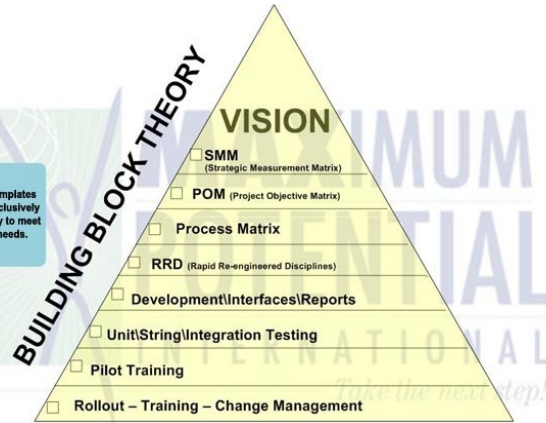 BUILDING BLOCK THEORY
VISION
SMM
(Strategic Measurement Matrix)
POM (Project Objective Matrix)
Process Matrix
RRD (Rapid Re-engineered Disciplines)
Development\Interfaces\Reports
Unit\String\Integration Testing
Pilot Training
Rollout – Training – Change Management
mplates
clusively
y to meet
needs.
MAXIMUM
POTENTIAL
INTERNATIONAL
Take the next step!